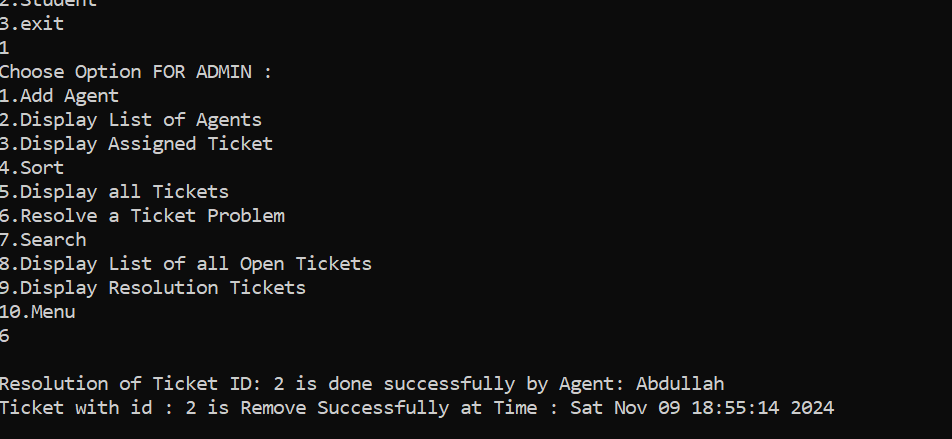 2.Student
3.exit
1
Choose Option FOR ADMIN :
1.Add Agent
2.Display List of Agents
3.Display Assigned Ticket
4.Sort
5.Display all Tickets
6.Resolve a Ticket Problem
7.Search
8.Display List of all Open Tickets
9.Display Resolution Tickets
10.Menu
6
Resolution of Ticket ID: 2 is done successfully by Agent: Abdullah
Ticket with id : 2 is Remove Successfully at Time : Sat Nov 09 18:55:14 2024